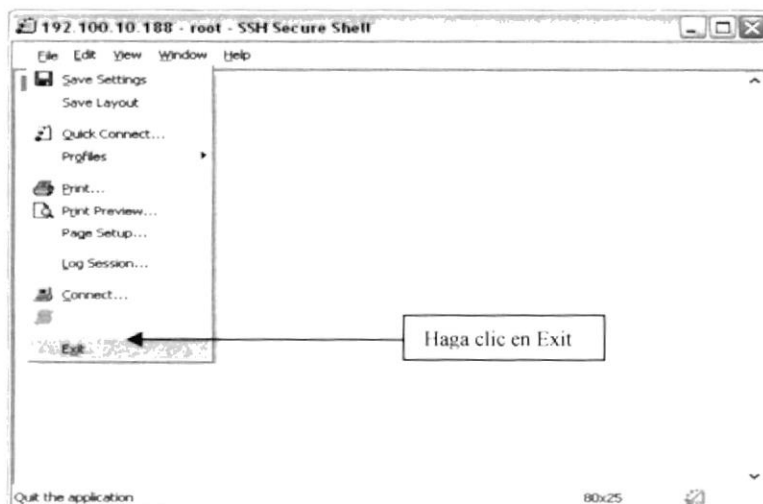 192.100.10.188 - root - SSH Secure Shell
File Edit View Window Help
Save Settings
Save Layout
Quick Connect...
Profiles
Print...
Print Preview...
Page Setup...
Log Session...
Connect...
Exit
Haga clic en Exit
Quit the application 80x25